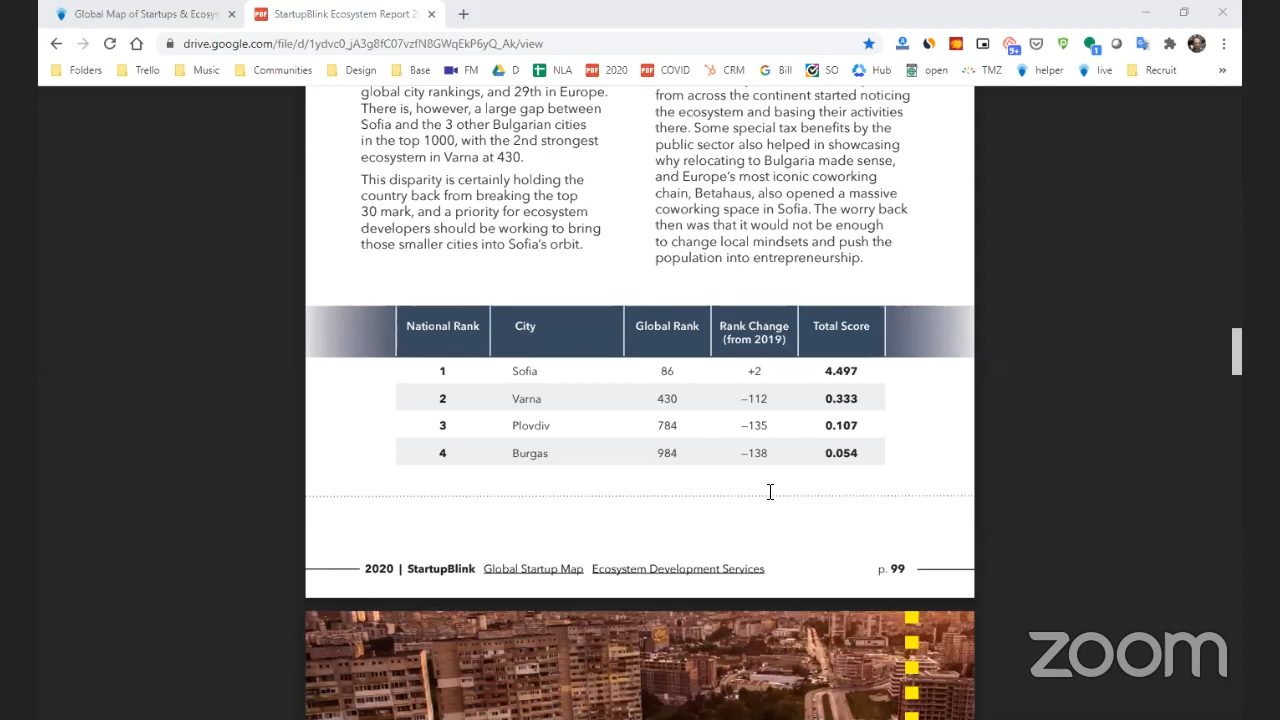 Global Map of Startups & Ecosys
StartupBlink Ecosystem Report 2
drive.google.com/file/d/1ydvc0_jA3g8fC07vzfN8GWqEkP6yQ_Ak/view
9+
1
Folders Trello Music Communities Design Base FM D NLA 2020 COVID CRM Bill SO Hub open TMZ helper live Recruit »
global city rankings, and 29th in Europe.
There is, however, a large gap between
Sofia and the 3 other Bulgarian cities
in the top 1000, with the 2nd strongest
ecosystem in Varna at 430.
This disparity is certainly holding the
country back from breaking the top
30 mark, and a priority for ecosystem
developers should be working to bring
those smaller cities into Sofia's orbit.
from across the continent started noticing
the ecosystem and basing their activities
there. Some special tax benefits by the
public sector also helped in showcasing
why relocating to Bulgaria made sense,
and Europe's most iconic coworking
chain, Betahaus, also opened a massive
coworking space in Sofia. The worry back
then was that it would not be enough
to change local mindsets and push the
population into entrepreneurship.
National Rank City Global Rank Rank Change Total Score
(from 2019)
1 Sofia 86 +2 4.497
2 Varna 430 –112 0.333
3 Plovdiv 784 –135 0.107
4 Burgas 984 –138 0.054
2020 | StartupBlink Global Startup Map Ecosystem Development Services p. 99
zoom